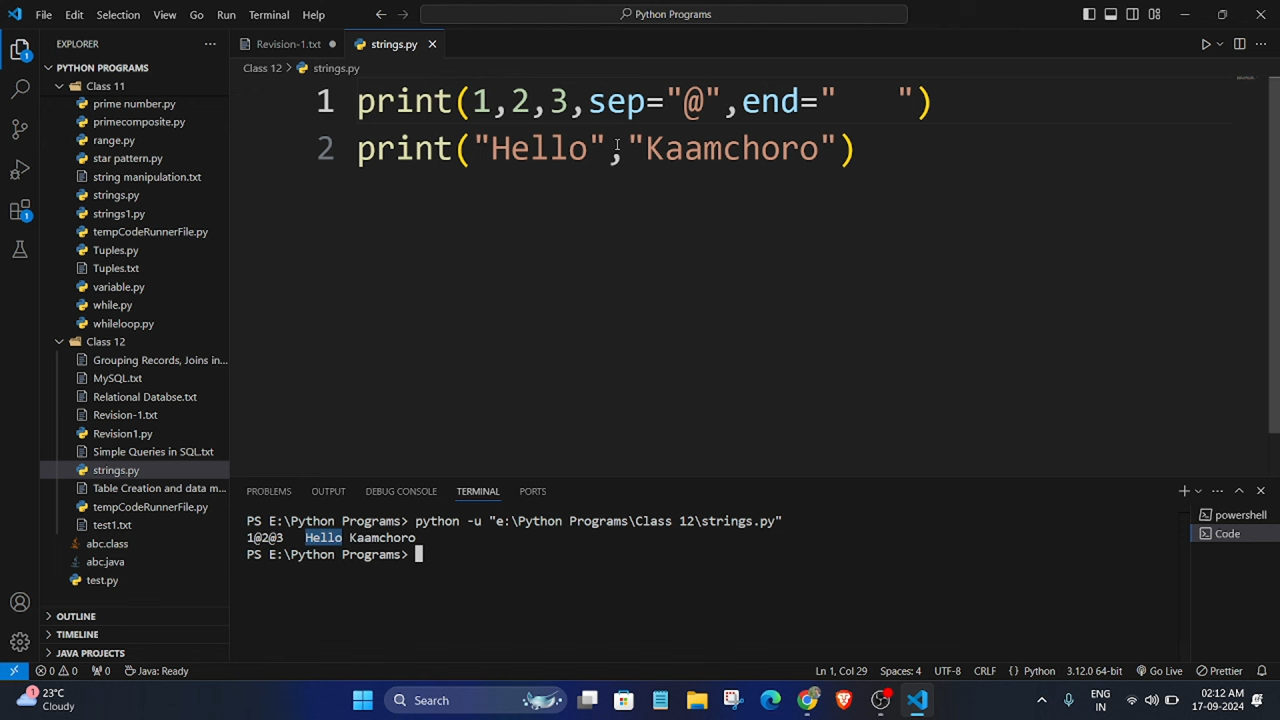 File Edit Selection View Go Run Terminal Help
Python Programs
EXPLORER
Revision-1.txt
strings.py
PYTHON PROGRAMS
Class 12 > strings.py
Class 11
prime number.py
primecomposite.py
range.py
star pattern.py
string manipulation.txt
strings.py
strings1.py
tempCodeRunnerFile.py
Tuples.py
Tuples.txt
variable.py
while.py
whileloop.py
Class 12
Grouping Records, Joins in...
MySQL.txt
Relational Databse.txt
Revision-1.txt
Revision1.py
Simple Queries in SQL.txt
strings.py
Table Creation and data m...
tempCodeRunnerFile.py
test1.txt
abc.class
abc.java
test.py
OUTLINE
TIMELINE
JAVA PROJECTS
1 print(1,2,3,sep="@",end="    ")
2 print("Hello","Kaamchoro")
PROBLEMS OUTPUT DEBUG CONSOLE TERMINAL PORTS
PS E:\Python Programs> python -u "e:\Python Programs\Class 12\strings.py"
1@2@3    Hello Kaamchoro
PS E:\Python Programs>
powershell
Code
0 0 0 Java: Ready
Ln 1, Col 29 Spaces: 4 UTF-8 CRLF Python 3.12.0 64-bit Go Live Prettier
1
1
1
23°C
Cloudy
Search
ENG
IN
02:12 AM
17-09-2024